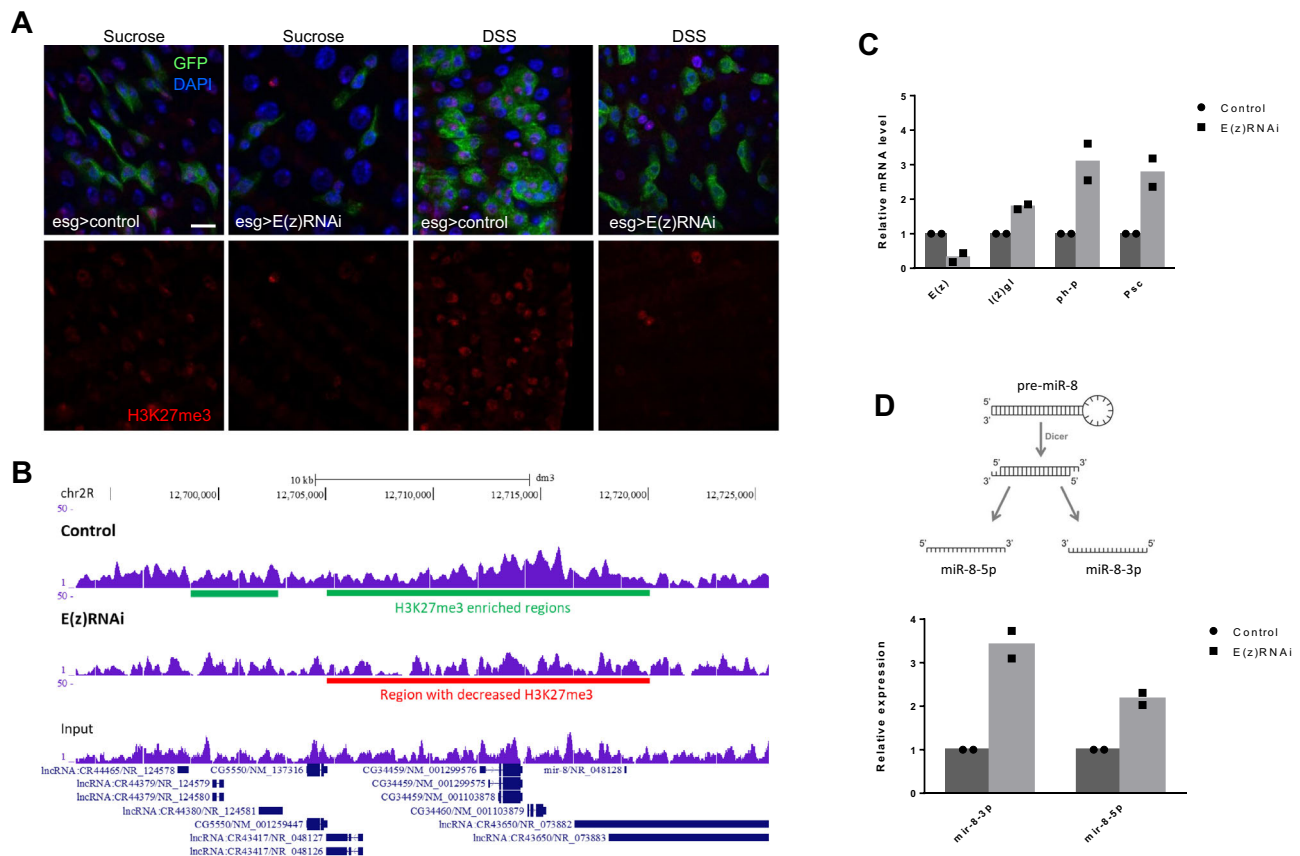 A
Sucrose
Sucrose
DSS
DSS
GFP
DAPI
esg>control
esg>E(z)RNAi
esg>control
esg>E(z)RNAi
H3K27me3
B
10 kb
dm3
chr2R
12,700,000
12,705,000
12,710,000
12,715,000
12,720,000
12,725,000
50 -
Control
1
50 -
H3K27me3 enriched regions
E(z)RNAi
1
50 -
Region with decreased H3K27me3
Input
1
lncRNA:CR44465/NR_124578
CG5550/NM_137316
CG34459/NM_001299576
mir-8/NR_048128
lncRNA:CR44379/NR_124579
CG34459/NM_001299575
lncRNA:CR44379/NR_124580
CG34459/NM_001103878
lncRNA:CR44380/NR_124581
CG34460/NM_001103879
CG5550/NM_001259447
lncRNA:CR43650/NR_073882
lncRNA:CR43417/NR_048127
lncRNA:CR43650/NR_073883
lncRNA:CR43417/NR_048126
C
Relative mRNA level
5
4
3
2
1
0
E(z)
l(2)gl
ph-p
Psc
Control
E(z)RNAi
D
pre-miR-8
5'
3'
Dicer
5'
3'
3'
5'
5'
3'
3'
5'
miR-8-5p
miR-8-3p
Relative expression
4
3
2
1
0
mir-8-3p
mir-8-5p
Control
E(z)RNAi